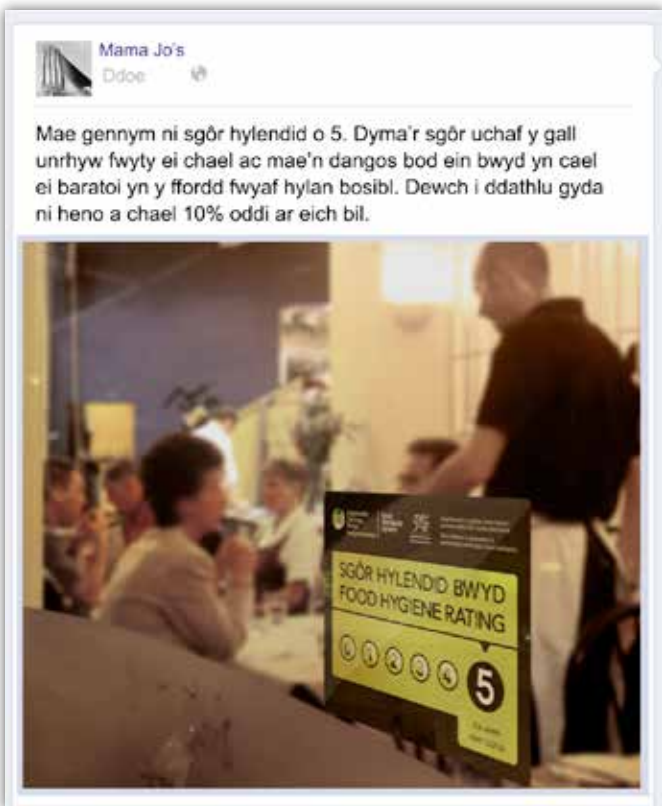 Mama Jo's
Ddoe
Mae gennym ni sgôr hylendid o 5. Dyma'r sgôr uchaf y gall
unrhyw fwyty ei chael ac mae'n dangos bod ein bwyd yn cael
ei baratoi yn y ffordd fwyaf hylan bosibl. Dewch i ddathlu gyda
ni heno a chael 10% oddi ar eich bil.
SGÔR HYLENDID BWYD
FOOD HYGIENE RATING
0 1 2 3 4 5